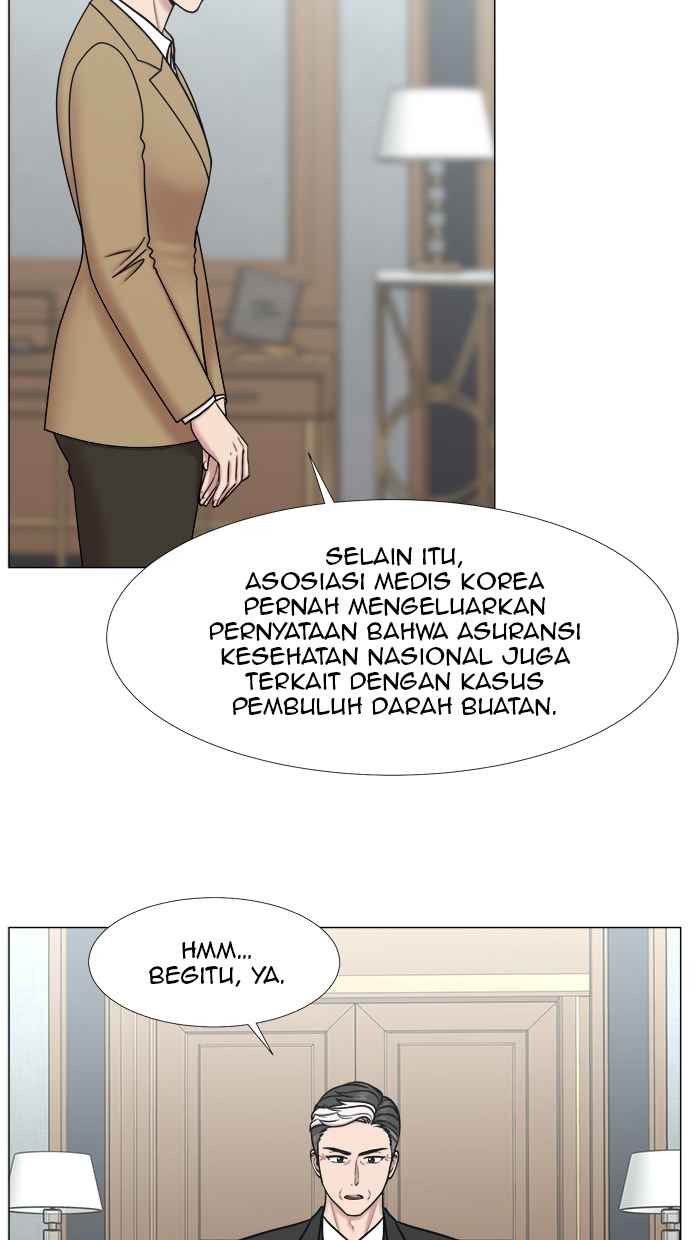 SELAIN ITU,
ASOSIASI MEDIS KOREA
PERNAH MENGELUARKAN
PERNYATAAN BAHWA ASURANSI
KESEHATAN NASIONAL JUGA
TERKAIT DENGAN KASUS
PEMBULUH DARAH BUATAN.
HMM...
BEGITU, YA.